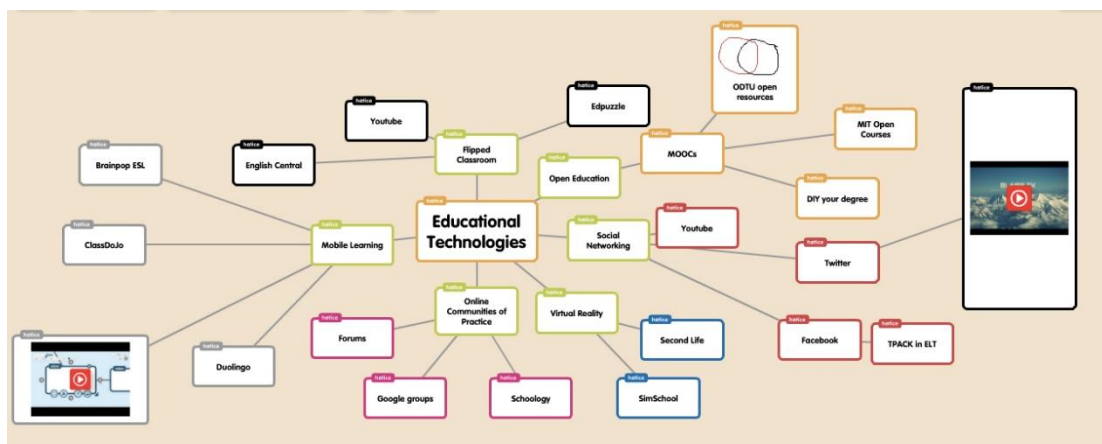 hatice
ODTU open
resources
hatice
hatice
Edpuzzle
hatice
Youtube
hatice
MIT Open
Courses
hatice
Flipped
Classroom
hatice
MOOCs
hatice
Brainpop ESL
hatice
English Central
hatice
Open Education
hatice
DIY your degree
hatice
Educational
Technologies
hatice
Youtube
hatice
Social
Networking
hatice
Mobile Learning
hatice
ClassDoJo
hatice
Twitter
hatice
Online
Communities of
Practice
hatice
Virtual Reality
hatice
Forums
hatice
Second Life
hatice
Facebook
hatice
TPACK in ELT
hatice
hatice
Duolingo
hatice
Google groups
hatice
Schoology
hatice
SimSchool